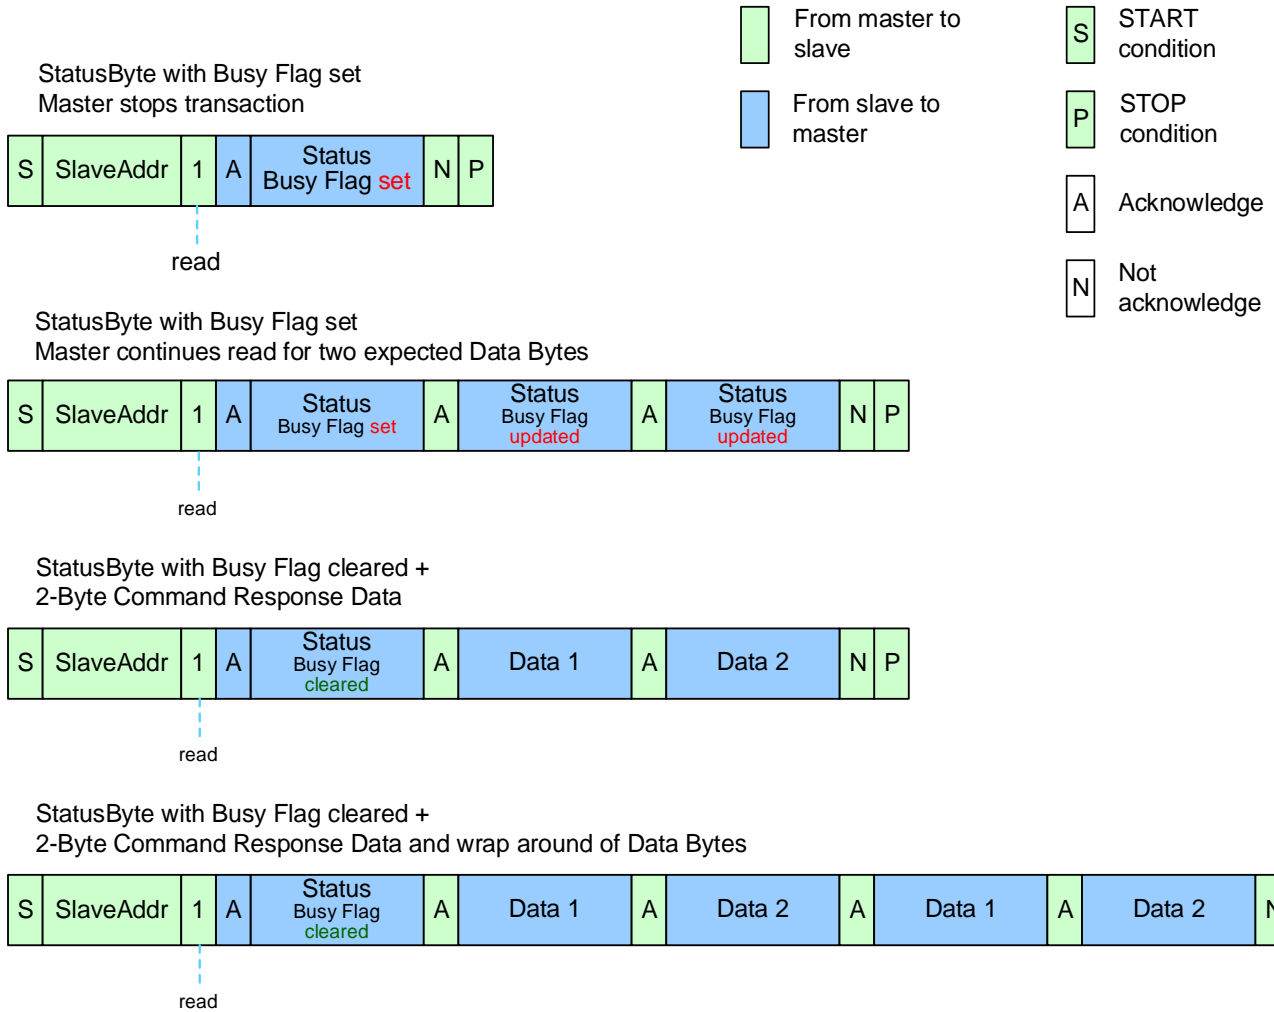 From master to
slave
S
START
condition
From slave to
master
P
STOP
condition
A
Acknowledge
N
Not
acknowledge
StatusByte with Busy Flag set
Master stops transaction
S SlaveAddr 1 A Status N P
Busy Flag set
read
StatusByte with Busy Flag set
Master continues read for two expected Data Bytes
S SlaveAddr 1 A Status A Status A Status N P
Busy Flag set Busy Flag Busy Flag
updated updated
read
StatusByte with Busy Flag cleared +
2-Byte Command Response Data
S SlaveAddr 1 A Status A Data 1 A Data 2 N P
Busy Flag
cleared
read
StatusByte with Busy Flag cleared +
2-Byte Command Response Data and wrap around of Data Bytes
S SlaveAddr 1 A Status A Data 1 A Data 2 A Data 1 A Data 2 N
Busy Flag
cleared
read